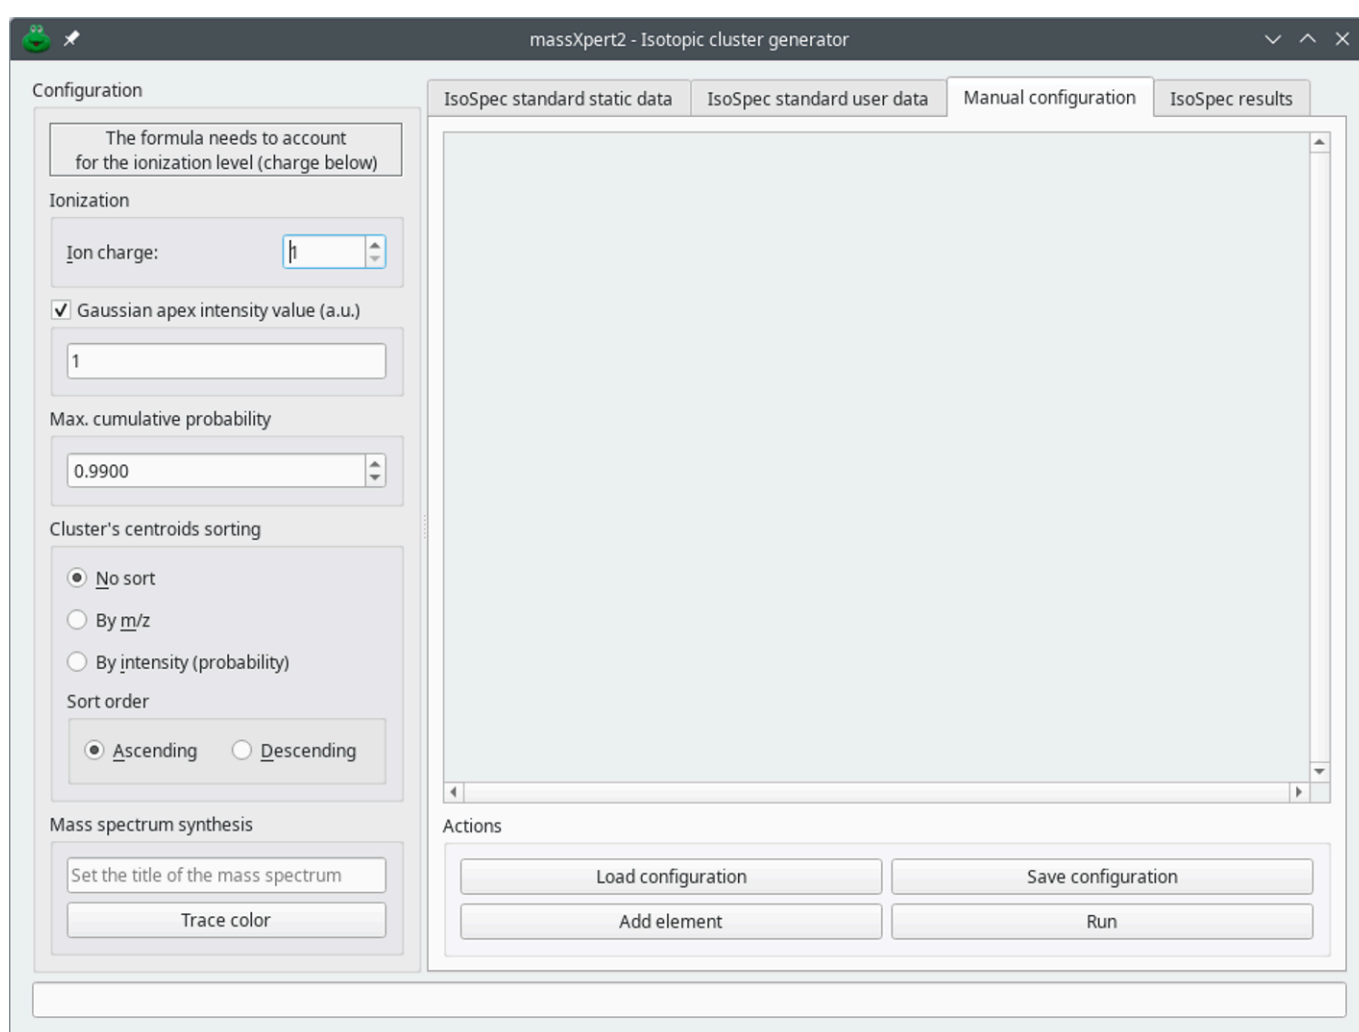 massXpert2 - Isotopic cluster generator
Configuration
The formula needs to account
for the ionization level (charge below)
Ionization
Ion charge:
1
Gaussian apex intensity value (a.u.)
1
Max. cumulative probability
0.9900
Cluster's centroids sorting
No sort
By m/z
By intensity (probability)
Sort order
Ascending
Descending
Mass spectrum synthesis
Set the title of the mass spectrum
Trace color
IsoSpec standard static data
IsoSpec standard user data
Manual configuration
IsoSpec results
Actions
Load configuration
Save configuration
Add element
Run